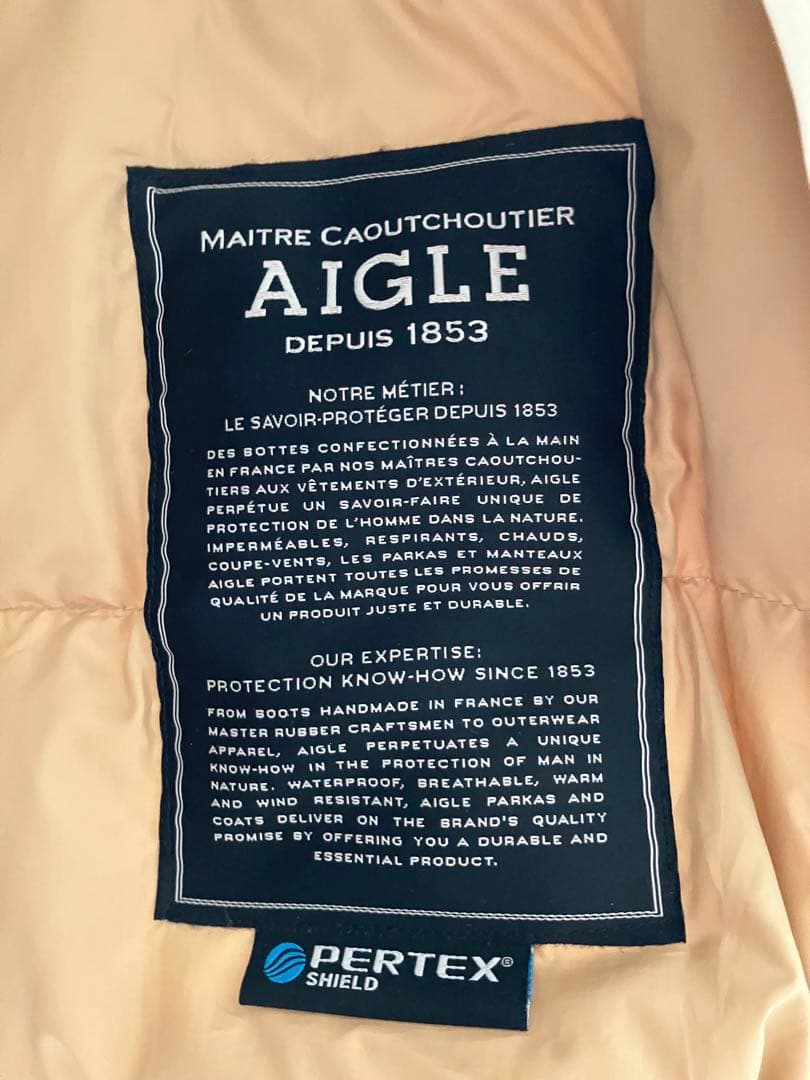 MAITRE CAOUTCHOUTIER
AIGLE
DEPUIS 1853
NOTRE MÉTIER :
LE SAVOIR-PROTÉGER DEPUIS 1853
DES BOTTES CONFECTIONNÉES À LA MAIN
EN FRANCE PAR NOS MAÎTRES CAOUTCHOU-
TIERS AUX VÊTEMENTS D'EXTÉRIEUR, AIGLE
PERPÉTUE UN SAVOIR-FAIRE UNIQUE DE
PROTECTION DE L'HOMME DANS LA NATURE.
IMPERMÉABLES, RESPIRANTS, CHAUDS,
COUPE-VENTS, LES PARKAS ET MANTEAUX
AIGLE PORTENT TOUTES LES PROMESSES DE
QUALITÉ DE LA MARQUE POUR VOUS OFFRIR
UN PRODUIT JUSTE ET DURABLE.
OUR EXPERTISE:
PROTECTION KNOW-HOW SINCE 1853
FROM BOOTS HANDMADE IN FRANCE BY OUR
MASTER RUBBER CRAFTSMEN TO OUTERWEAR
APPAREL, AIGLE PERPETUATES A UNIQUE
KNOW-HOW IN THE PROTECTION OF MAN IN
NATURE. WATERPROOF, BREATHABLE, WARM
AND WIND RESISTANT, AIGLE PARKAS AND
COATS DELIVER ON THE BRAND'S QUALITY
PROMISE BY OFFERING YOU A DURABLE AND
ESSENTIAL PRODUCT.
PERTEX®
SHIELD